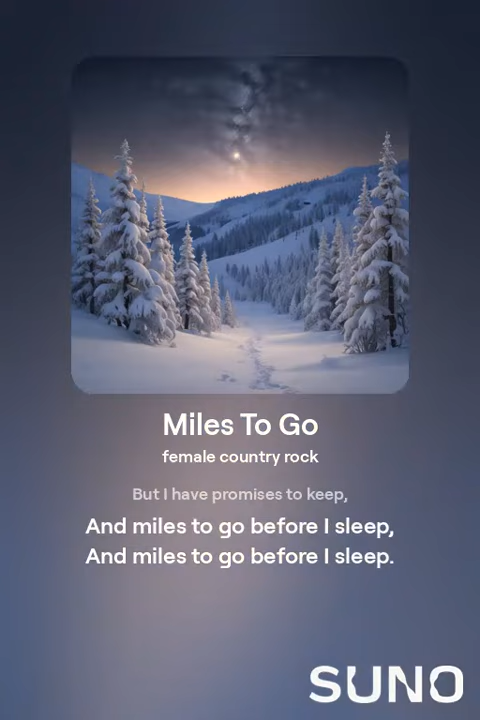 Miles To Go
female country rock
But I have promises to keep,
And miles to go before I sleep,
And miles to go before I sleep.
SUNO